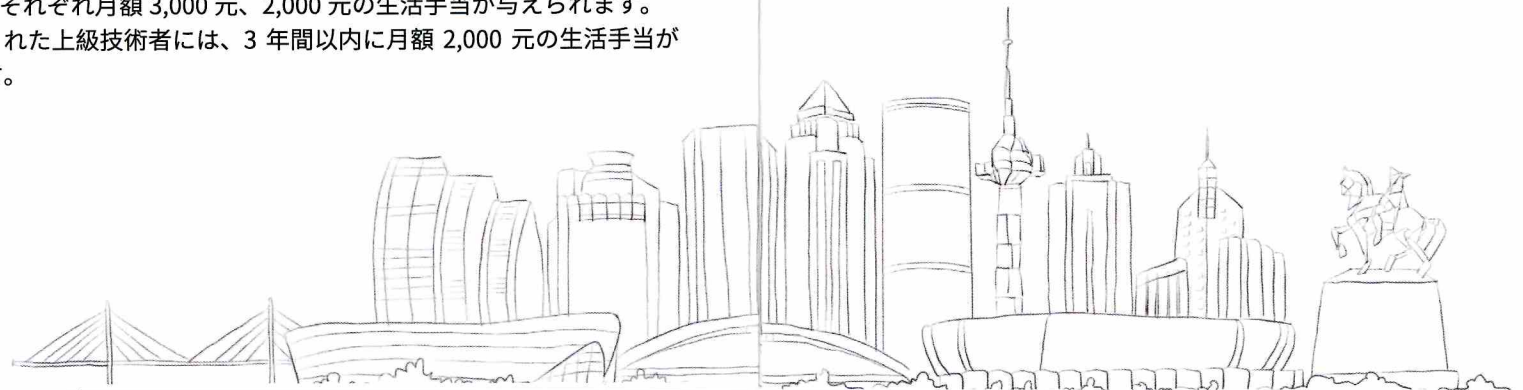 それぞれ月額 3,000 元、2,000 元の生活手当が与えられます。
れた上級技術者には、3 年間以内に月額 2,000 元の生活手当が
。